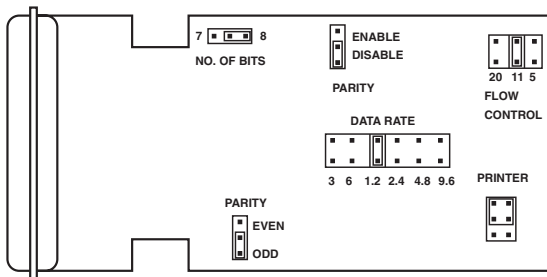 7 8
NO. OF BITS
ENABLE
DISABLE
PARITY
20 11 5
FLOW
CONTROL
DATA RATE
3 6 1.2 2.4 4.8 9.6
PRINTER
PARITY
EVEN
ODD